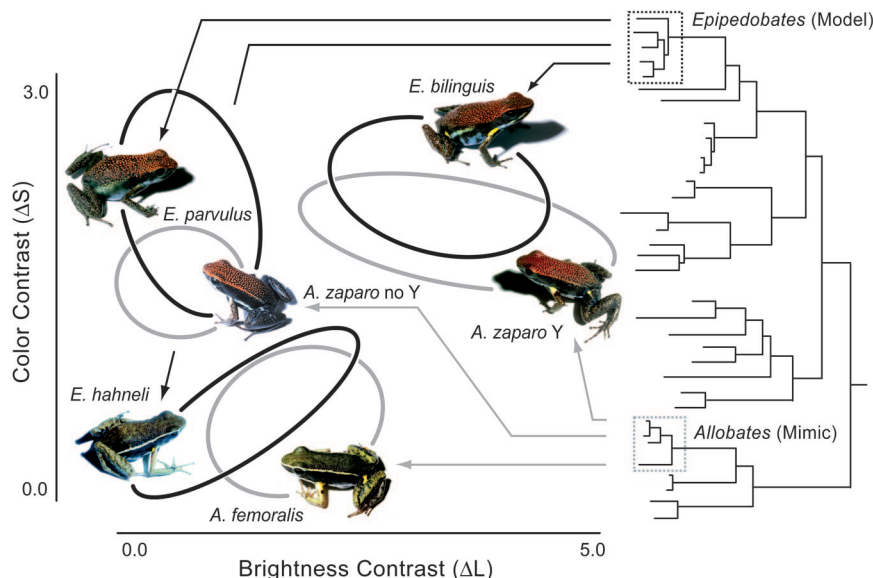 Epipedobates (Model)
3.0
E. bilinguis
E. parvulus
Color Contrast (ΔS)
A. zaparo no Y
A. zaparo Y
E. hahneli
Allobates (Mimic)
0.0
A. femoralis
0.0
5.0
Brightness Contrast (ΔL)